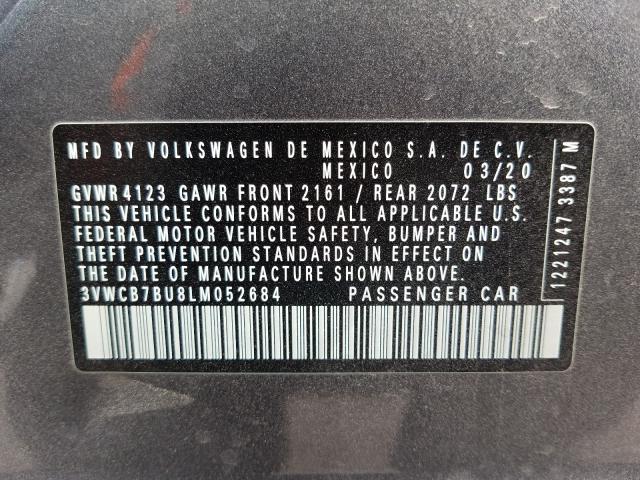 MFD BY VOLKSWAGEN DE MEXICO S.A. DE C.V.
MEXICO 03/20
GVWR 4123 GAWR FRONT 2161 / REAR 2072 LBS
THIS VEHICLE CONFORMS TO ALL APPLICABLE U.S.
FEDERAL MOTOR VEHICLE SAFETY, BUMPER AND
THEFT PREVENTION STANDARDS IN EFFECT ON
THE DATE OF MANUFACTURE SHOWN ABOVE.
3VWCB7BU8LM052684 PASSENGER CAR
1221247 3387 M